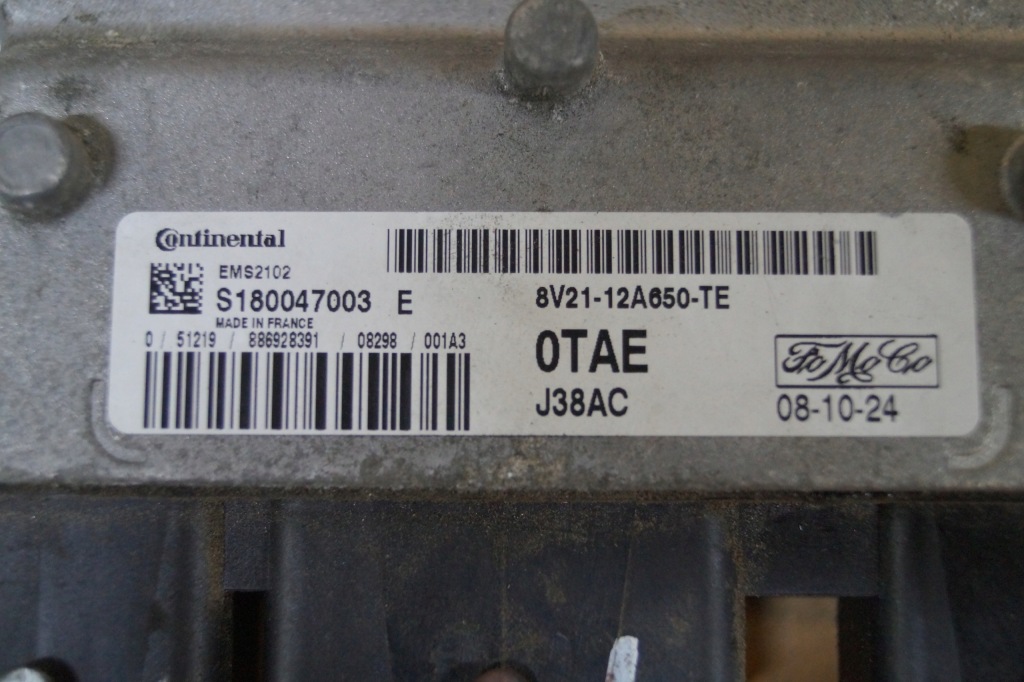 Continental
EMS2102
S180047003 E
MADE IN FRANCE
0 / 51219 / 886928391 / 08298 / 001A3
8V21-12A650-TE
0TAE
J38AC
FoMoCo
08-10-24